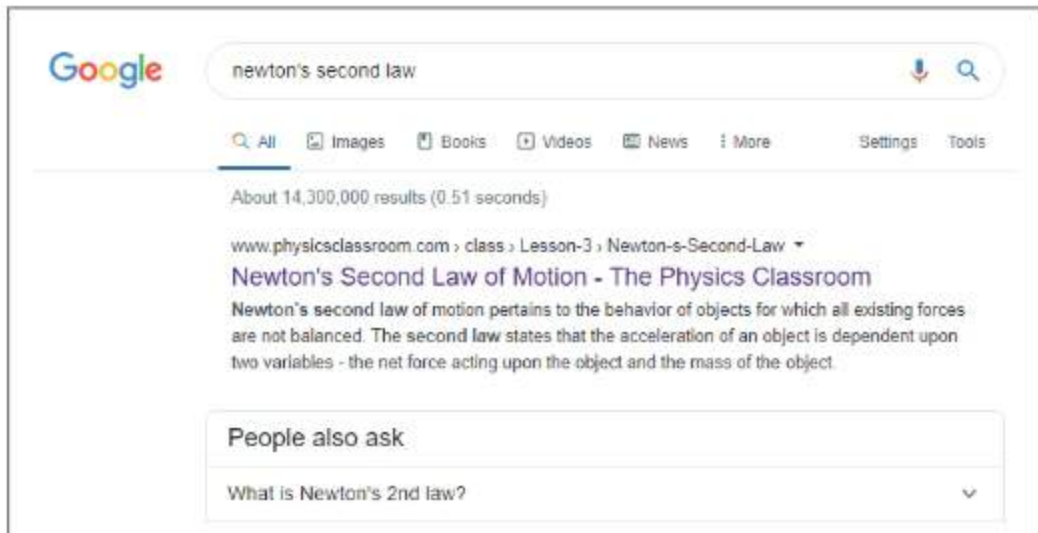 Google
newton's second law
All Images Books Videos News More Settings Tools
About 14,300,000 results (0.51 seconds)
www.physicsclassroom.com › class › Lesson-3 › Newton-s-Second-Law
Newton's Second Law of Motion - The Physics Classroom
Newton's second law of motion pertains to the behavior of objects for which all existing forces
are not balanced. The second law states that the acceleration of an object is dependent upon
two variables - the net force acting upon the object and the mass of the object.
People also ask
What is Newton's 2nd law?